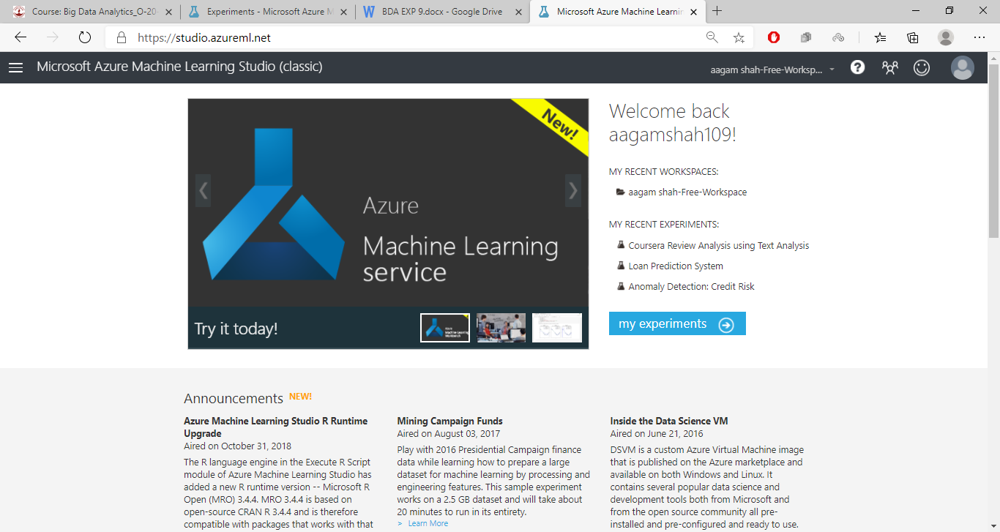 Course: Big Data Analytics_O-20-
Experiments - Microsoft Azure M
BDA EXP 9.docx - Google Drive
Microsoft Azure Machine Learnin
https://studio.azureml.net
Microsoft Azure Machine Learning Studio (classic)
aagam shah-Free-Worksp...
New!
Azure
Machine Learning
service
Try it today!
Azure
Machine Learning
Workbench
Welcome back
aagamshah109!
MY RECENT WORKSPACES:
aagam shah-Free-Workspace
MY RECENT EXPERIMENTS:
Coursera Review Analysis using Text Analysis
Loan Prediction System
Anomaly Detection: Credit Risk
my experiments
Announcements NEW!
Azure Machine Learning Studio R Runtime
Upgrade
Aired on October 31, 2018
The R language engine in the Execute R Script
module of Azure Machine Learning Studio has
added a new R runtime version -- Microsoft R
Open (MRO) 3.4.4. MRO 3.4.4 is based on
open-source CRAN R 3.4.4 and is therefore
compatible with packages that works with that
Mining Campaign Funds
Aired on August 03, 2017
Play with 2016 Presidential Campaign finance
data while learning how to prepare a large
dataset for machine learning by processing and
engineering features. This sample experiment
works on a 2.5 GB dataset and will take about
20 minutes to run in its entirety.
> Learn More
Inside the Data Science VM
Aired on June 21, 2016
DSVM is a custom Azure Virtual Machine image
that is published on the Azure marketplace and
available on both Windows and Linux. It
contains several popular data science and
development tools both from Microsoft and
from the open source community all pre-
installed and pre-configured and ready to use.